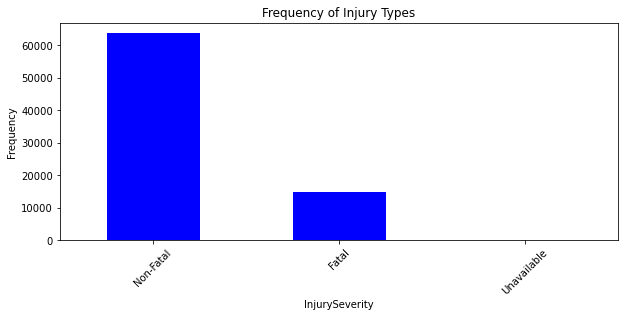 Frequency of Injury Types
Frequency
60000
50000
40000
30000
20000
10000
0
Non-Fatal
Fatal
Unavailable
InjurySeverity